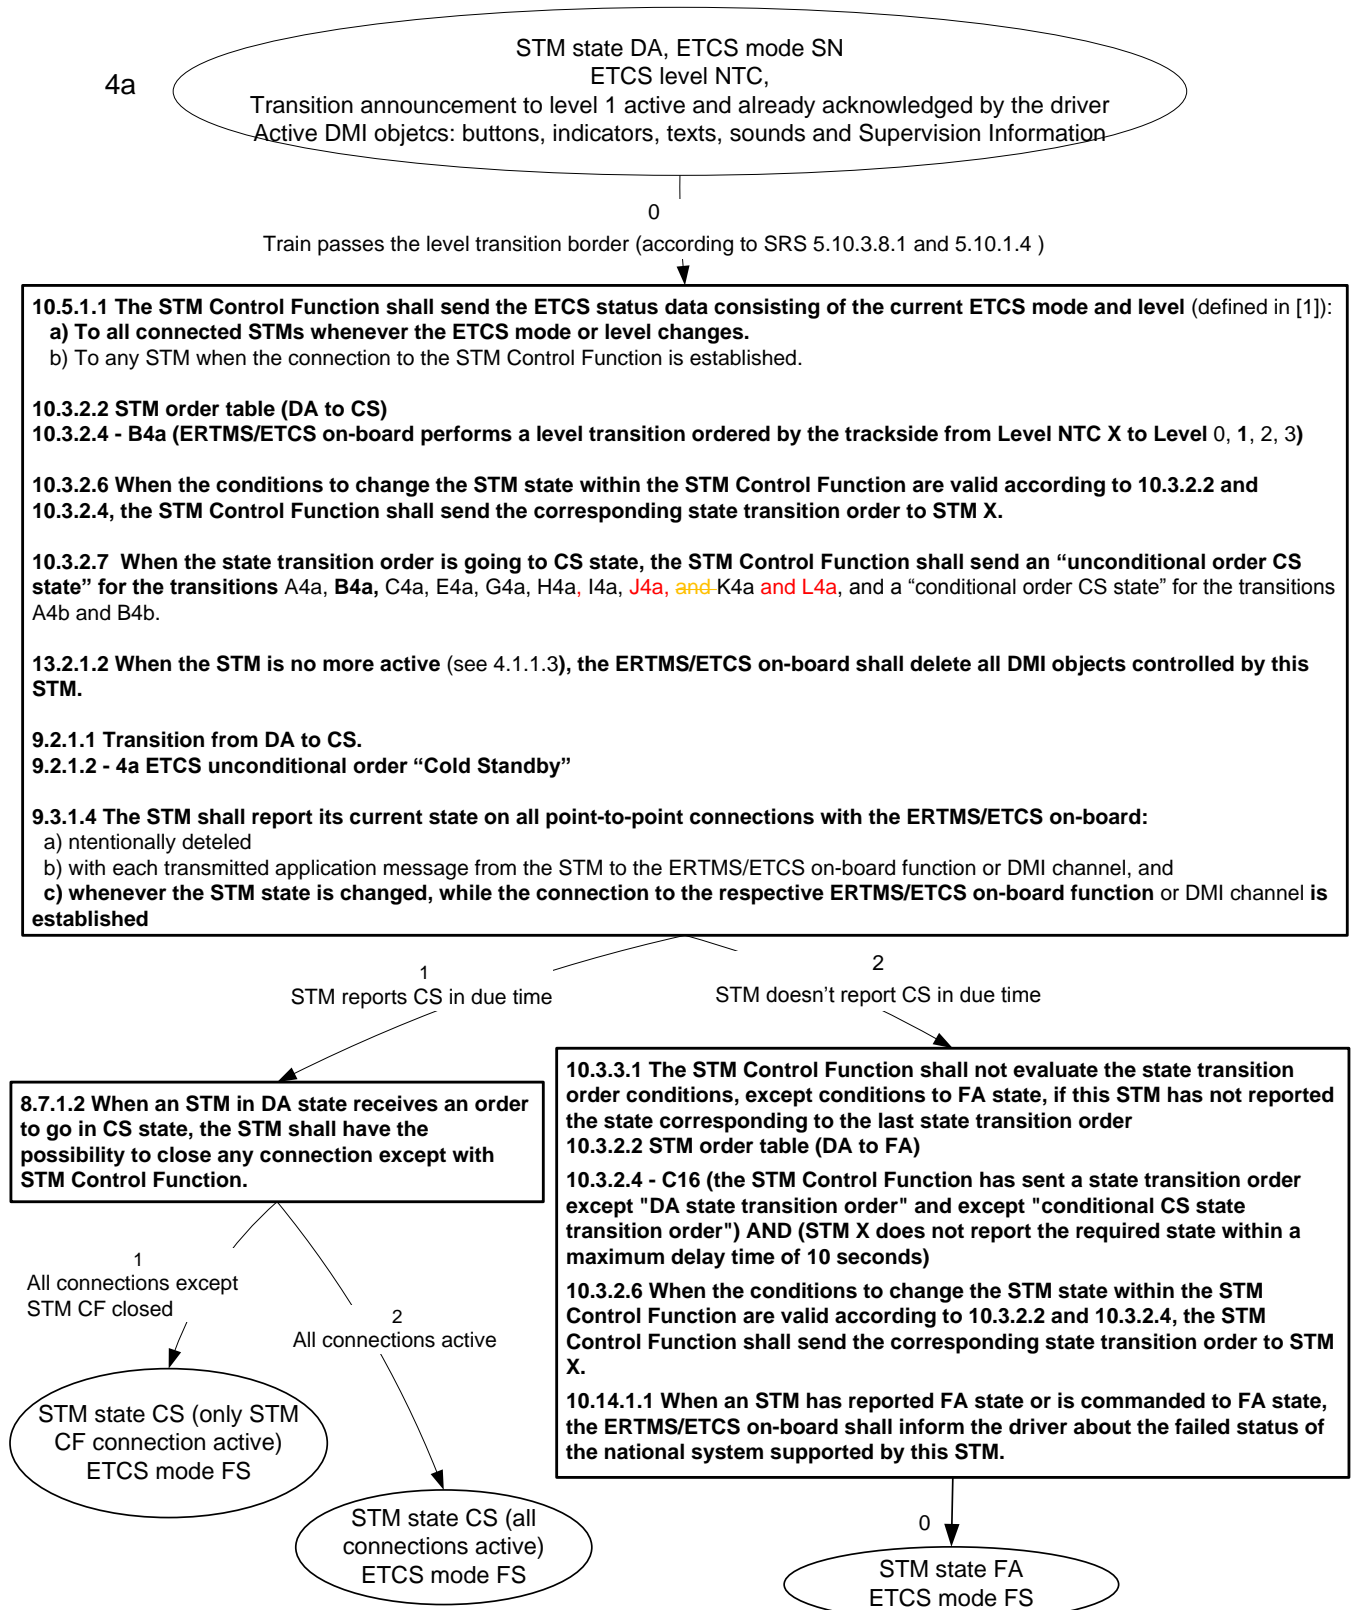 4a
STM state DA, ETCS mode SN
ETCS level NTC,
Transition announcement to level 1 active and already acknowledged by the driver
Active DMI objetcs: buttons, indicators, texts, sounds and Supervision Information
0
Train passes the level transition border (according to SRS 5.10.3.8.1 and 5.10.1.4 )
10.5.1.1 The STM Control Function shall send the ETCS status data consisting of the current ETCS mode and level (defined in [1]):
a) To all connected STMs whenever the ETCS mode or level changes.
b) To any STM when the connection to the STM Control Function is established.
10.3.2.2 STM order table (DA to CS)
10.3.2.4 - B4a (ERTMS/ETCS on-board performs a level transition ordered by the trackside from Level NTC X to Level 0, 1, 2, 3)
10.3.2.6 When the conditions to change the STM state within the STM Control Function are valid according to 10.3.2.2 and
10.3.2.4, the STM Control Function shall send the corresponding state transition order to STM X.
10.3.2.7  When the state transition order is going to CS state, the STM Control Function shall send an “unconditional order CS
state” for the transitions A4a, B4a, C4a, E4a, G4a, H4a, I4a, J4a, and K4a and L4a, and a “conditional order CS state” for the transitions
A4b and B4b.
13.2.1.2 When the STM is no more active (see 4.1.1.3), the ERTMS/ETCS on-board shall delete all DMI objects controlled by this
STM.
9.2.1.1 Transition from DA to CS.
9.2.1.2 - 4a ETCS unconditional order “Cold Standby”
9.3.1.4 The STM shall report its current state on all point-to-point connections with the ERTMS/ETCS on-board:
a) ntentionally deteled
b) with each transmitted application message from the STM to the ERTMS/ETCS on-board function or DMI channel, and
c) whenever the STM state is changed, while the connection to the respective ERTMS/ETCS on-board function or DMI channel is
established
1
STM reports CS in due time
2
STM doesn’t report CS in due time
8.7.1.2 When an STM in DA state receives an order
to go in CS state, the STM shall have the
possibility to close any connection except with
STM Control Function.
10.3.3.1 The STM Control Function shall not evaluate the state transition
order conditions, except conditions to FA state, if this STM has not reported
the state corresponding to the last state transition order
10.3.2.2 STM order table (DA to FA)
10.3.2.4 - C16 (the STM Control Function has sent a state transition order
except "DA state transition order" and except "conditional CS state
transition order") AND (STM X does not report the required state within a
maximum delay time of 10 seconds)
10.3.2.6 When the conditions to change the STM state within the STM
Control Function are valid according to 10.3.2.2 and 10.3.2.4, the STM
Control Function shall send the corresponding state transition order to STM
X.
10.14.1.1 When an STM has reported FA state or is commanded to FA state,
the ERTMS/ETCS on-board shall inform the driver about the failed status of
the national system supported by this STM.
1
All connections except
STM CF closed
2
All connections active
STM state CS (only STM
CF connection active)
ETCS mode FS
STM state CS (all
connections active)
ETCS mode FS
0
STM state FA
ETCS mode FS